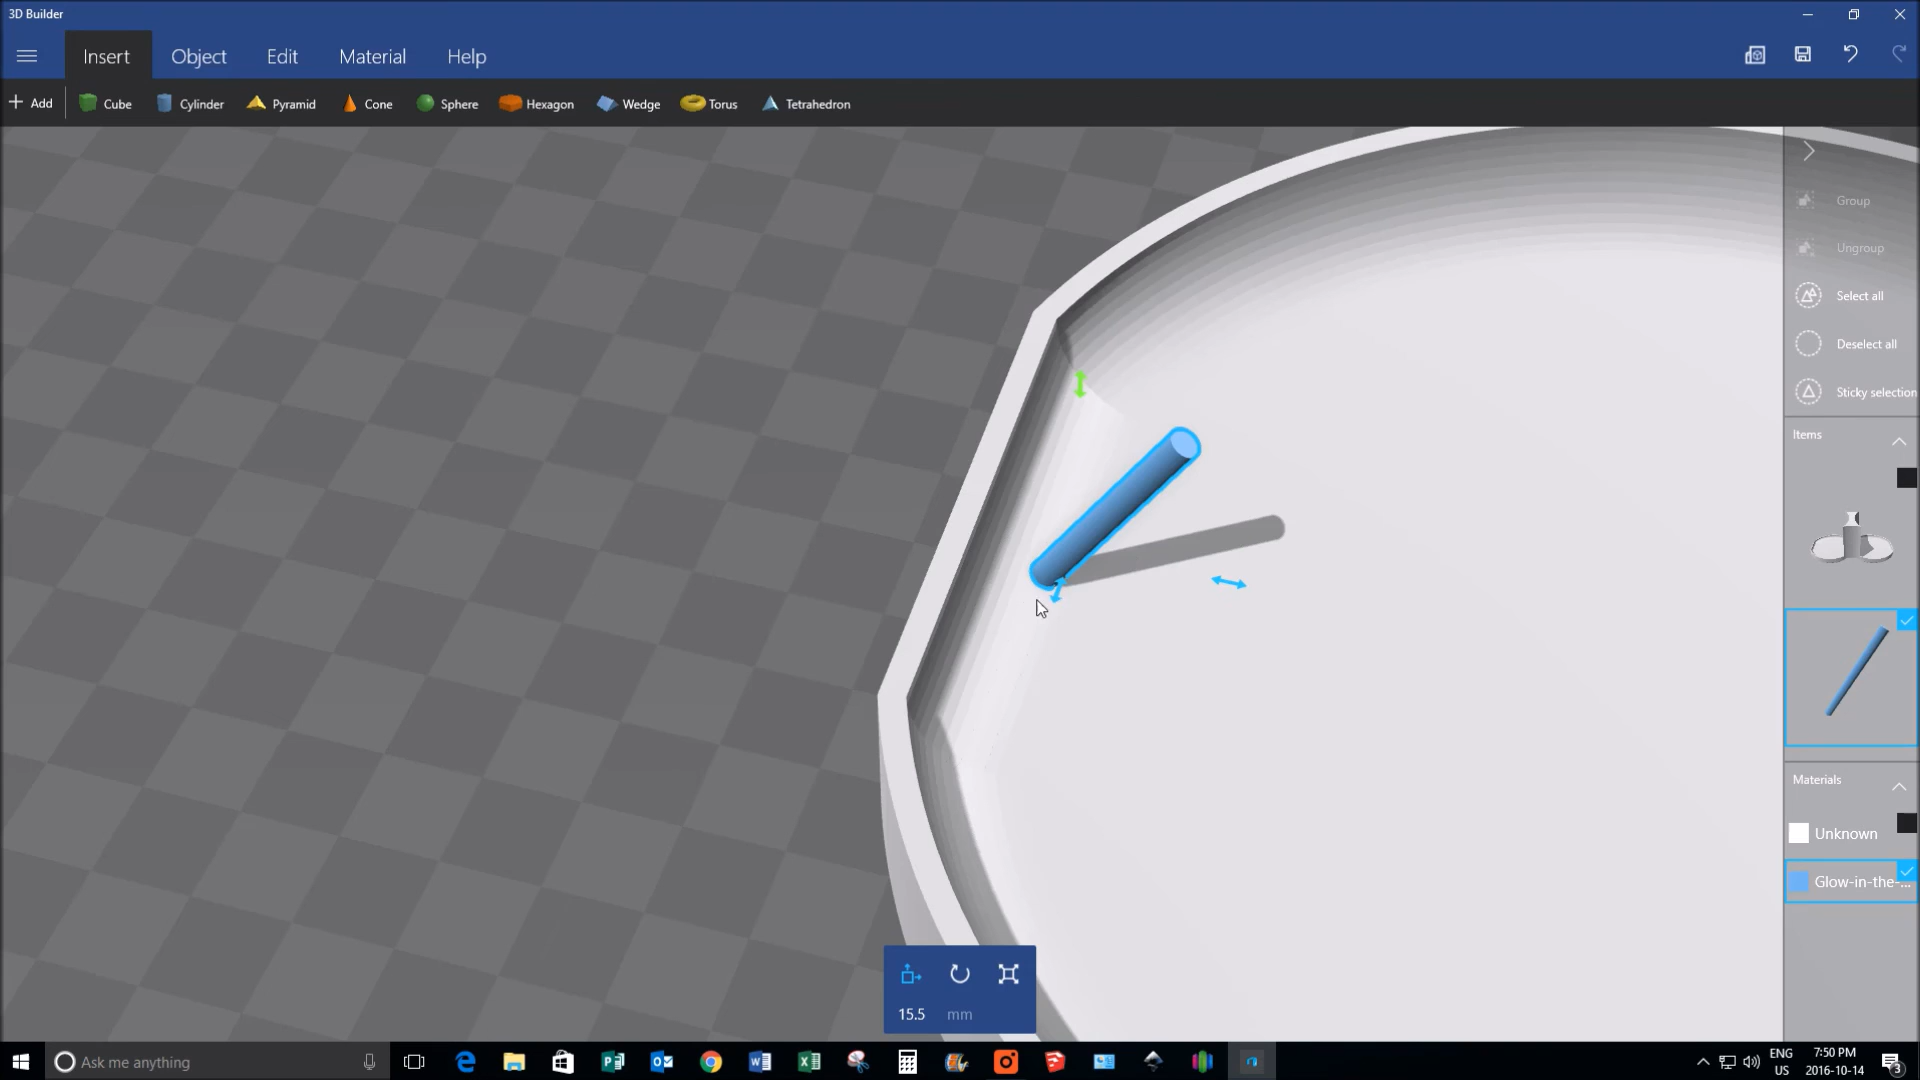 3D Builder
Insert Object Edit Material Help
Add Cube Cylinder Pyramid Cone Sphere Hexagon Wedge Torus Tetrahedron
Group
Ungroup
Select all
Deselect all
Sticky selection
Items
Materials
Unknown
Glow-in-the-...
15.5 mm
Ask me anything
ENG
US
7:50 PM
2016-10-14
3